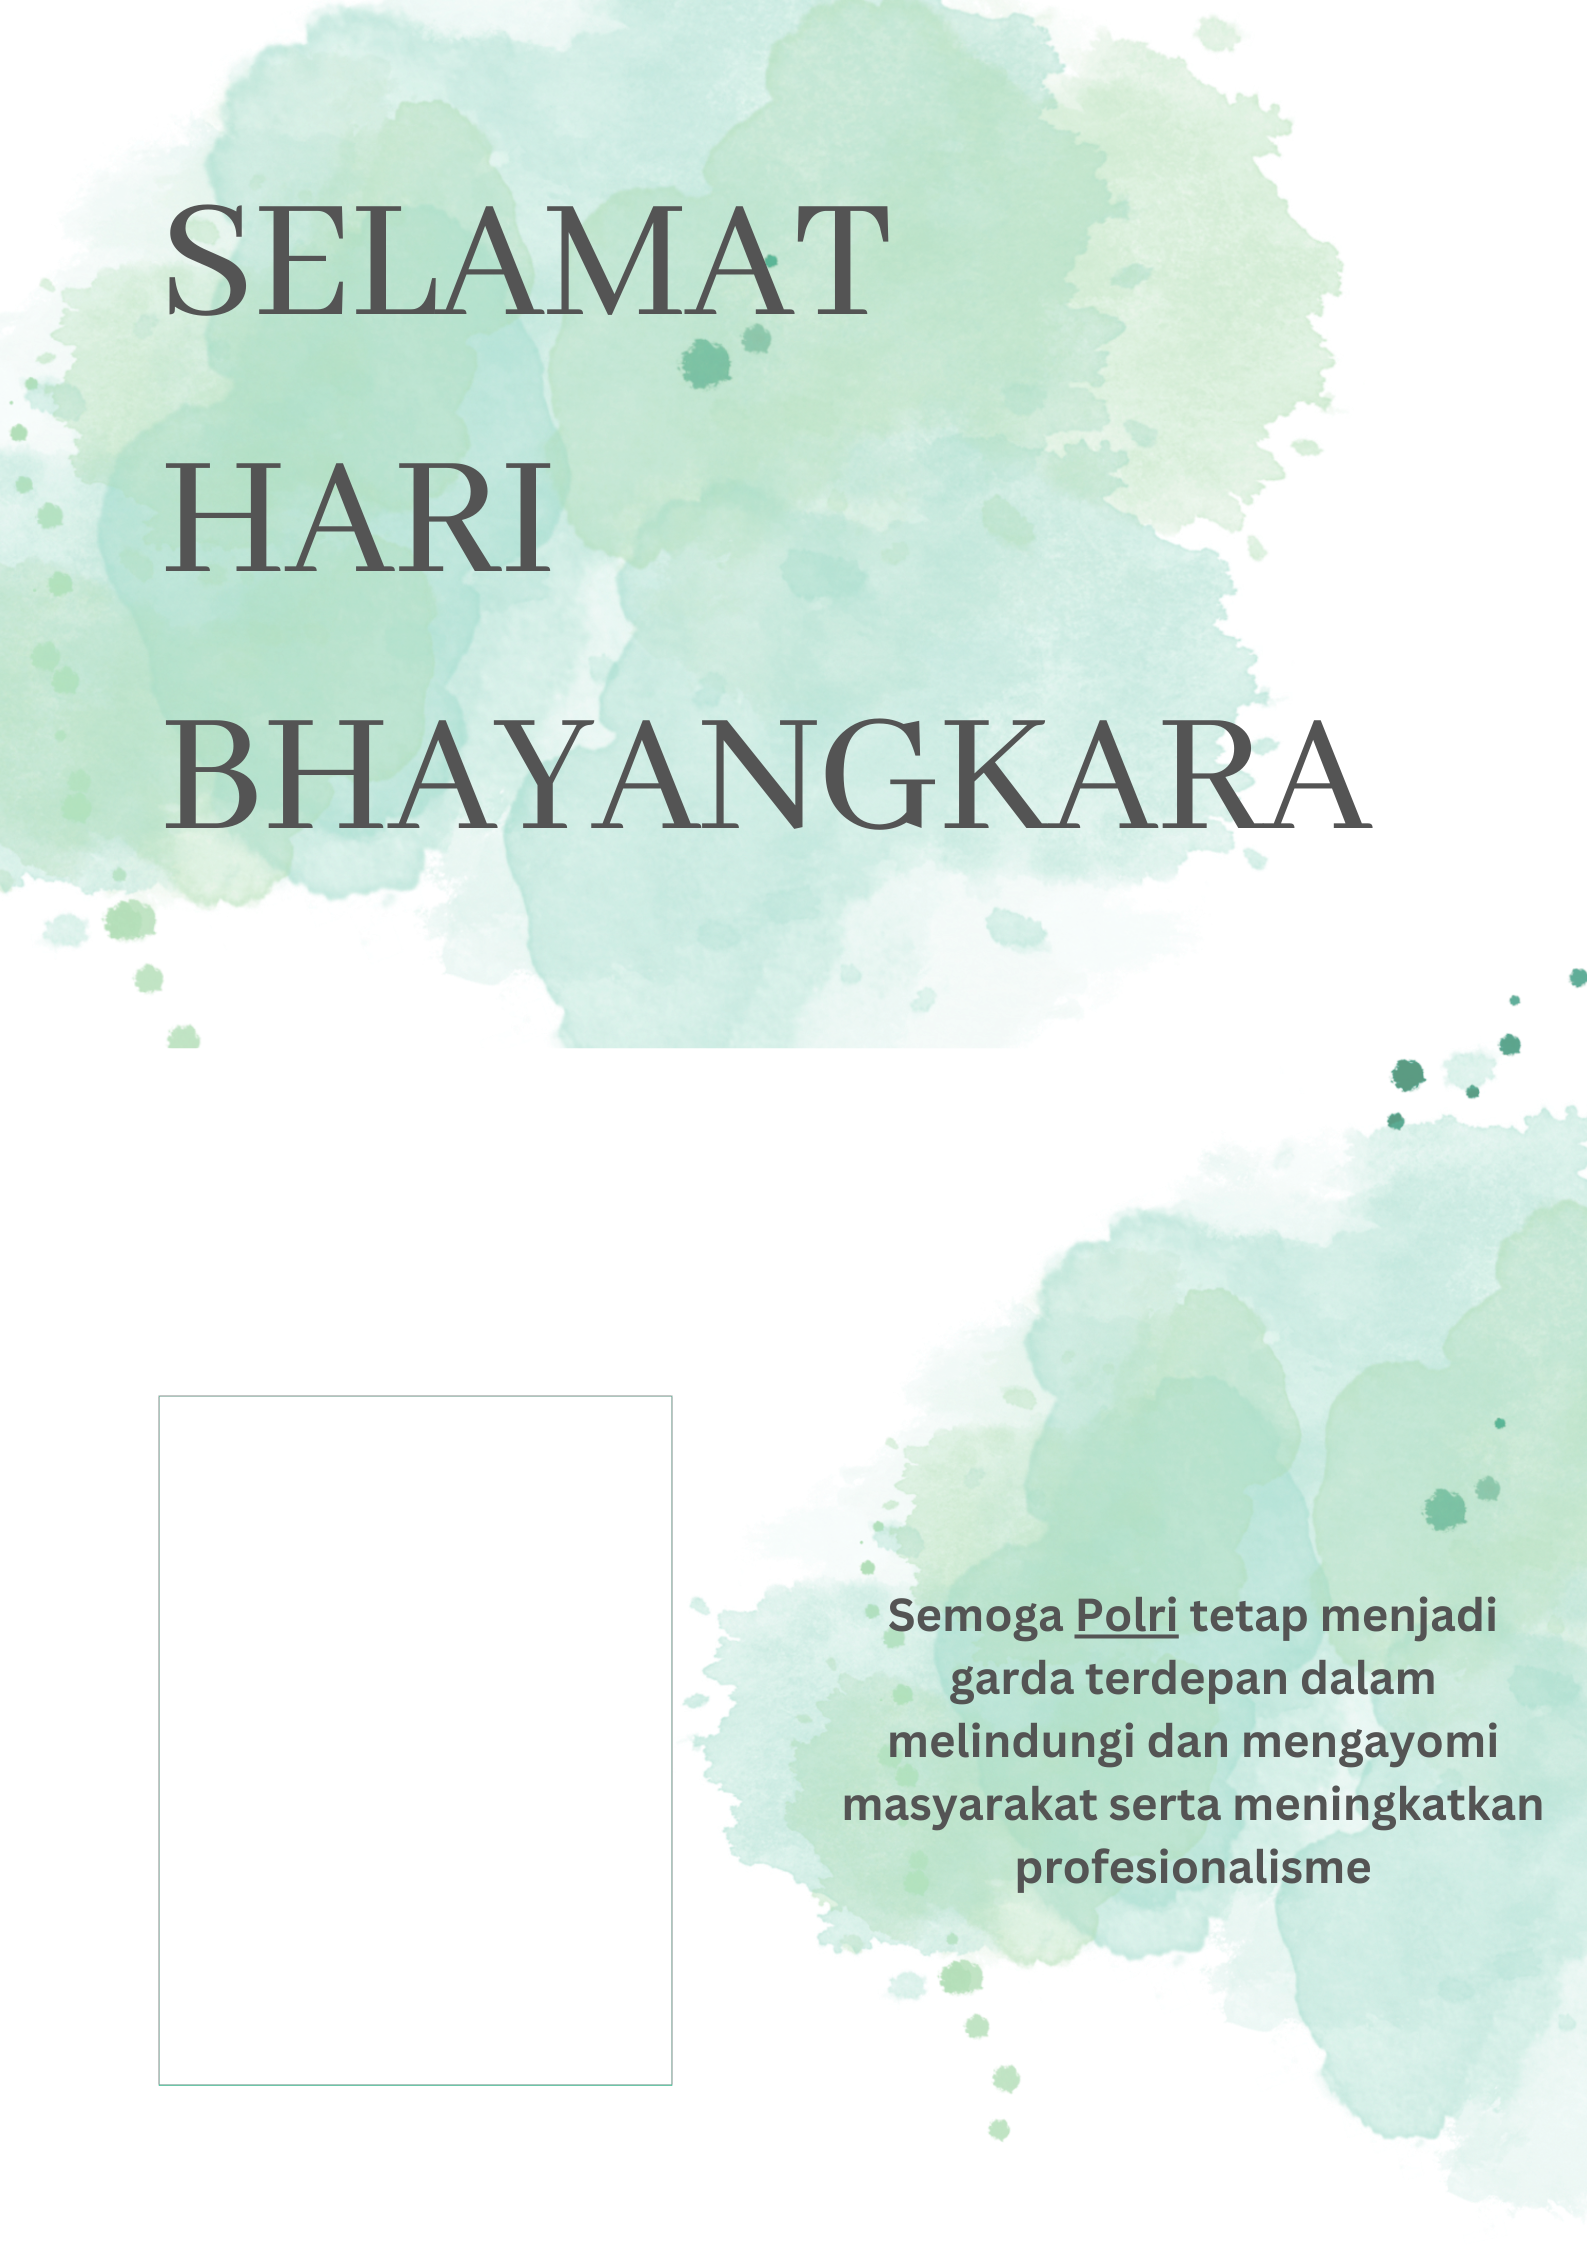 SELAMAT
HARI
BHAYANGKARA
Semoga Polri tetap menjadi
garda terdepan dalam
melindungi dan mengayomi
masyarakat serta meningkatkan
profesionalisme